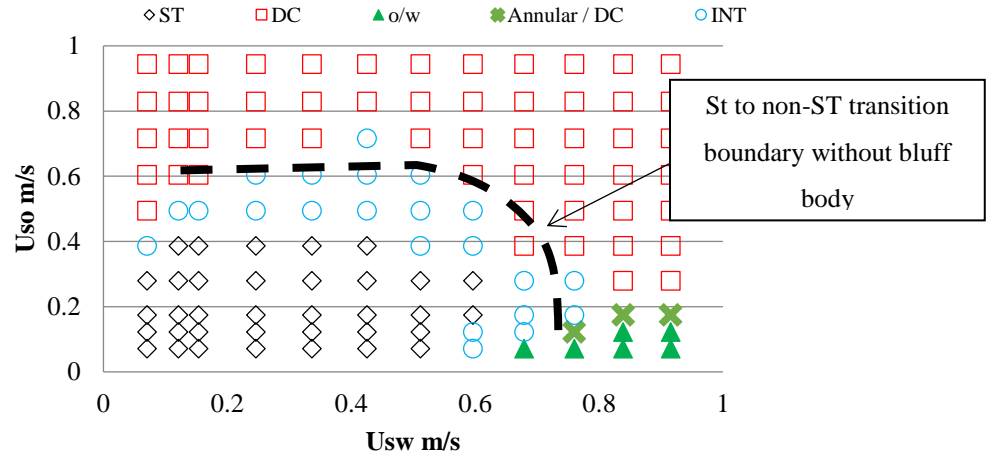 ST DC o/w Annular / DC INT
1
0.8
0.6
0.4
0.2
0
0 0.2 0.4 0.6 0.8 1
Uso m/s
Usw m/s
St to non-ST transition
boundary without bluff
body